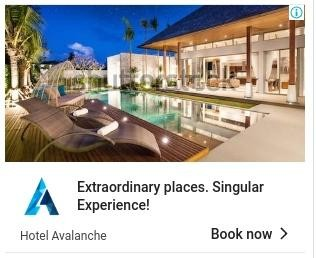 Extraordinary places. Singular
Experience!
Hotel Avalanche
Book now